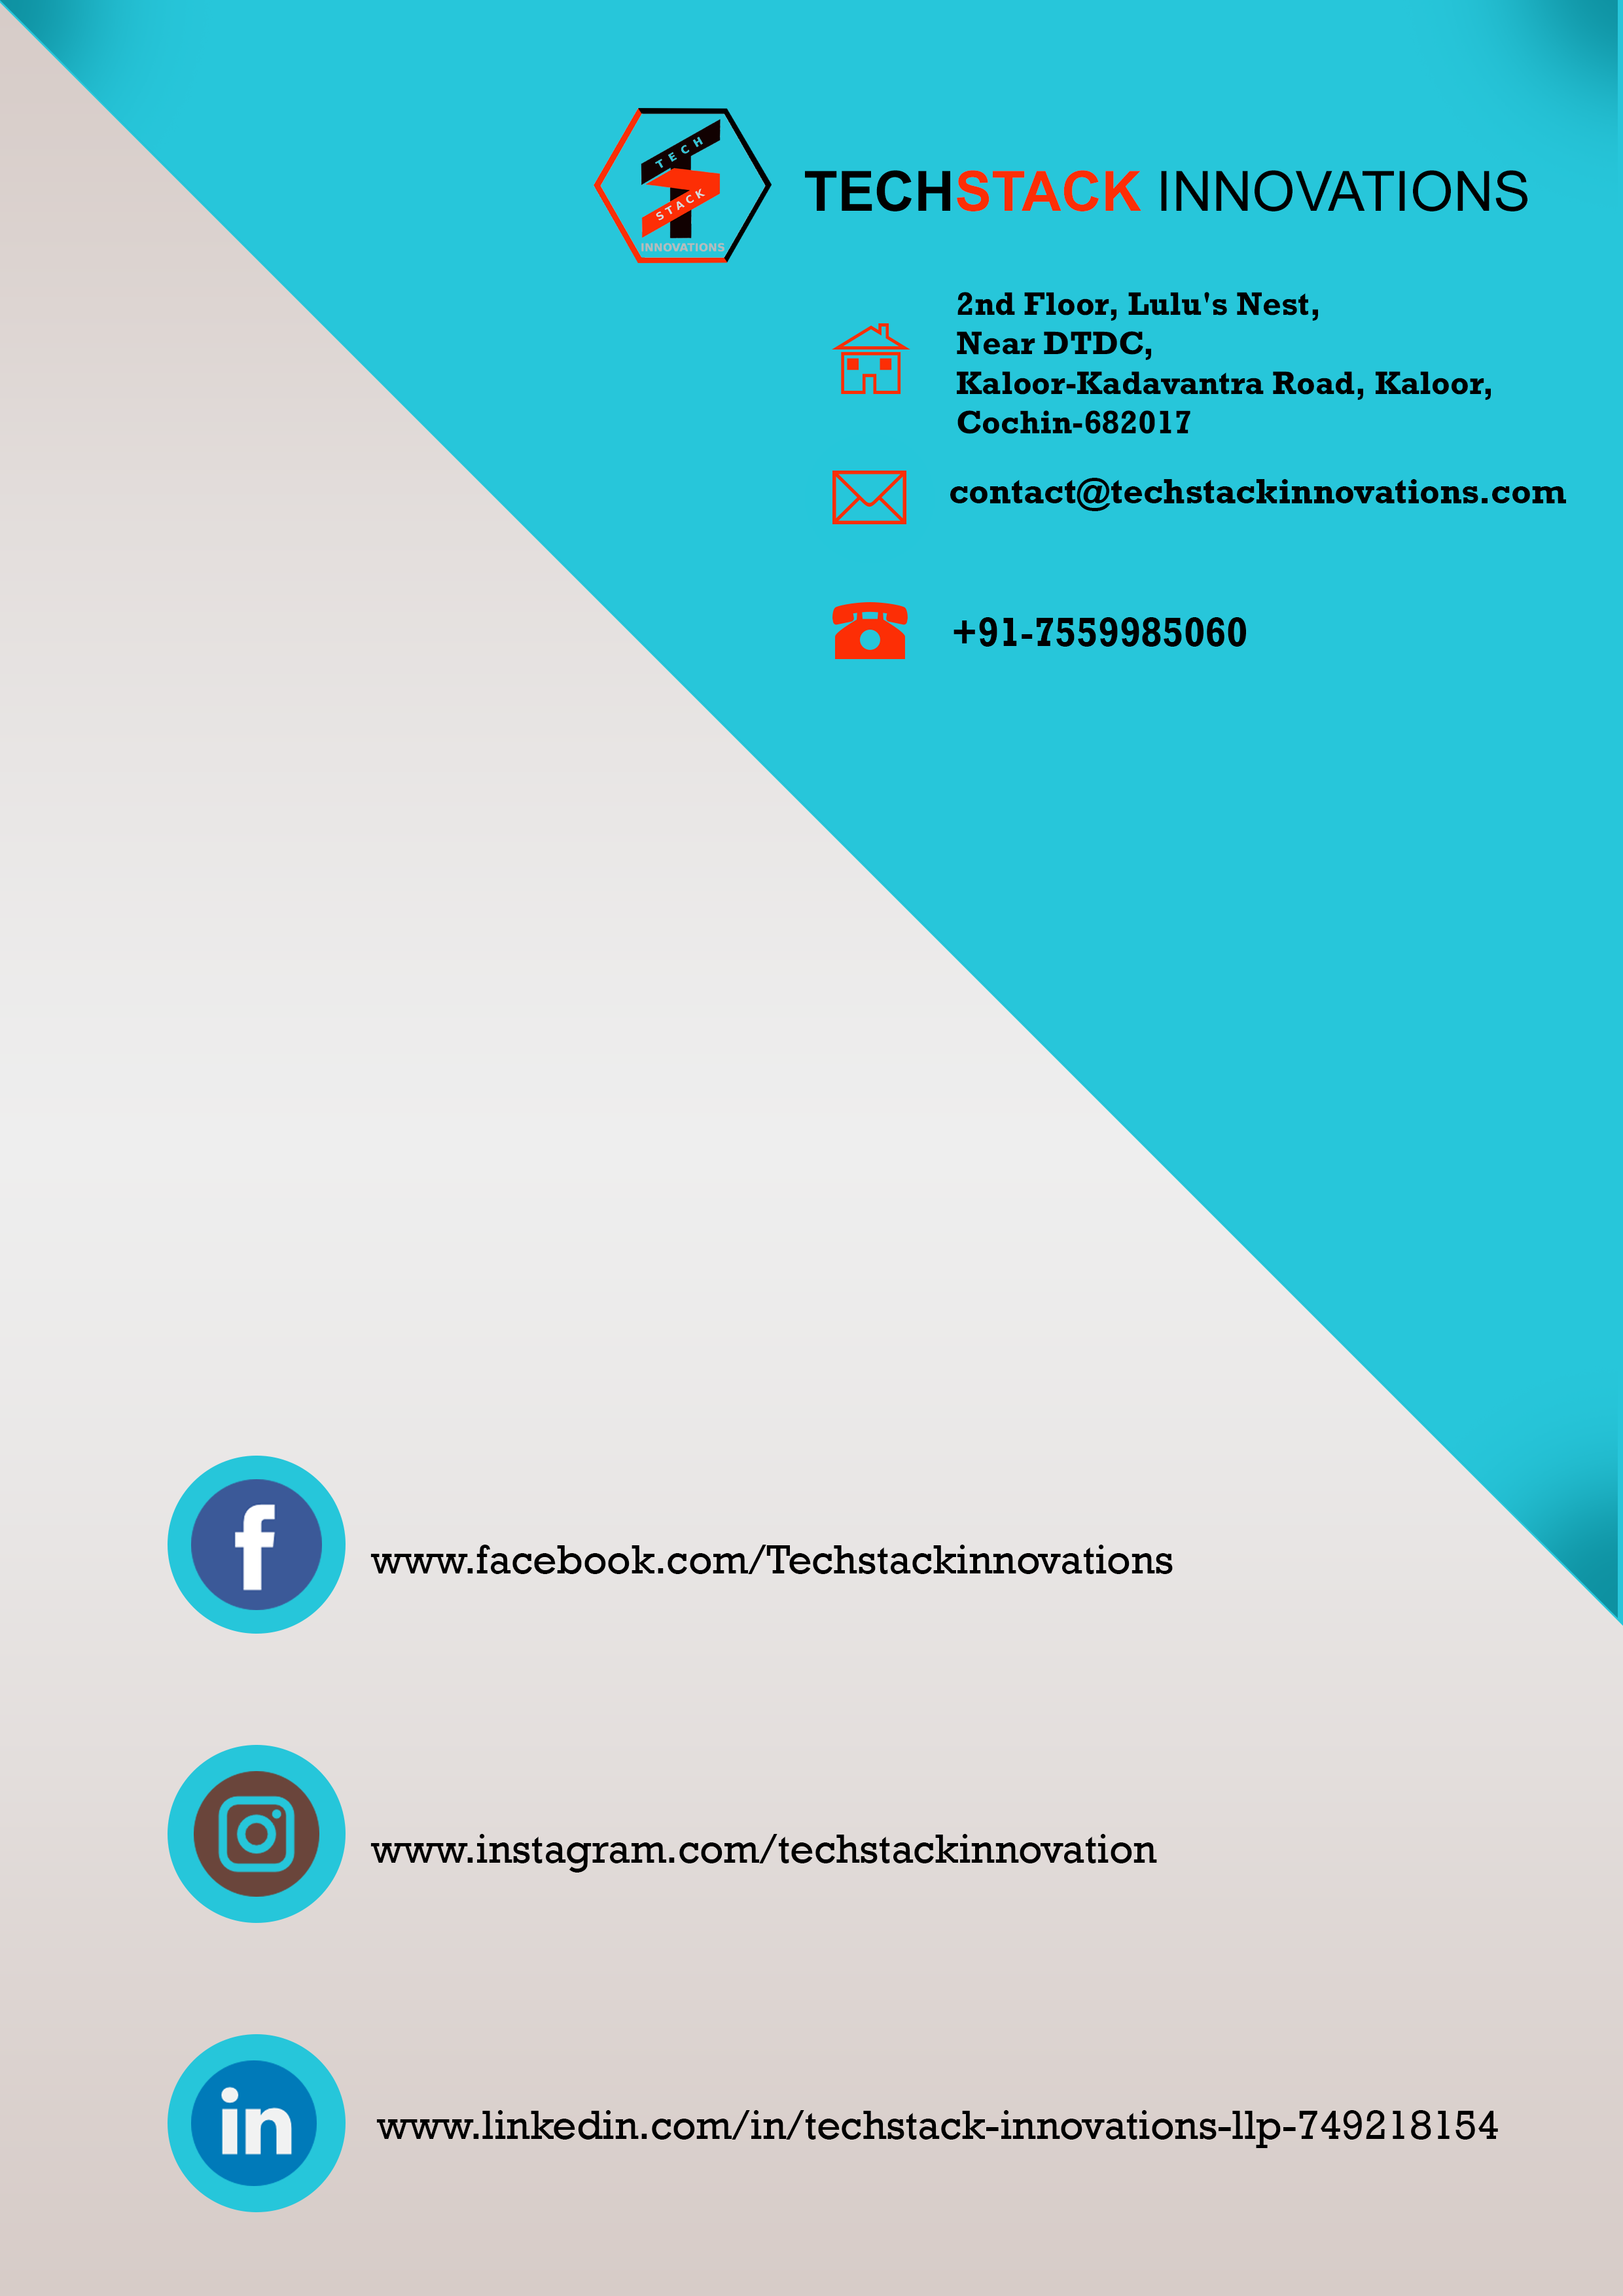 TECH
STACK
INNOVATIONS
TECHSTACK INNOVATIONS
2nd Floor, Lulu's Nest,
Near DTDC,
Kaloor-Kadavantra Road, Kaloor,
Cochin-682017
contact@techstackinnovations.com
+91-7559985060
f
www.facebook.com/Techstackinnovations
www.instagram.com/techstackinnovation
in
www.linkedin.com/in/techstack-innovations-llp-749218154